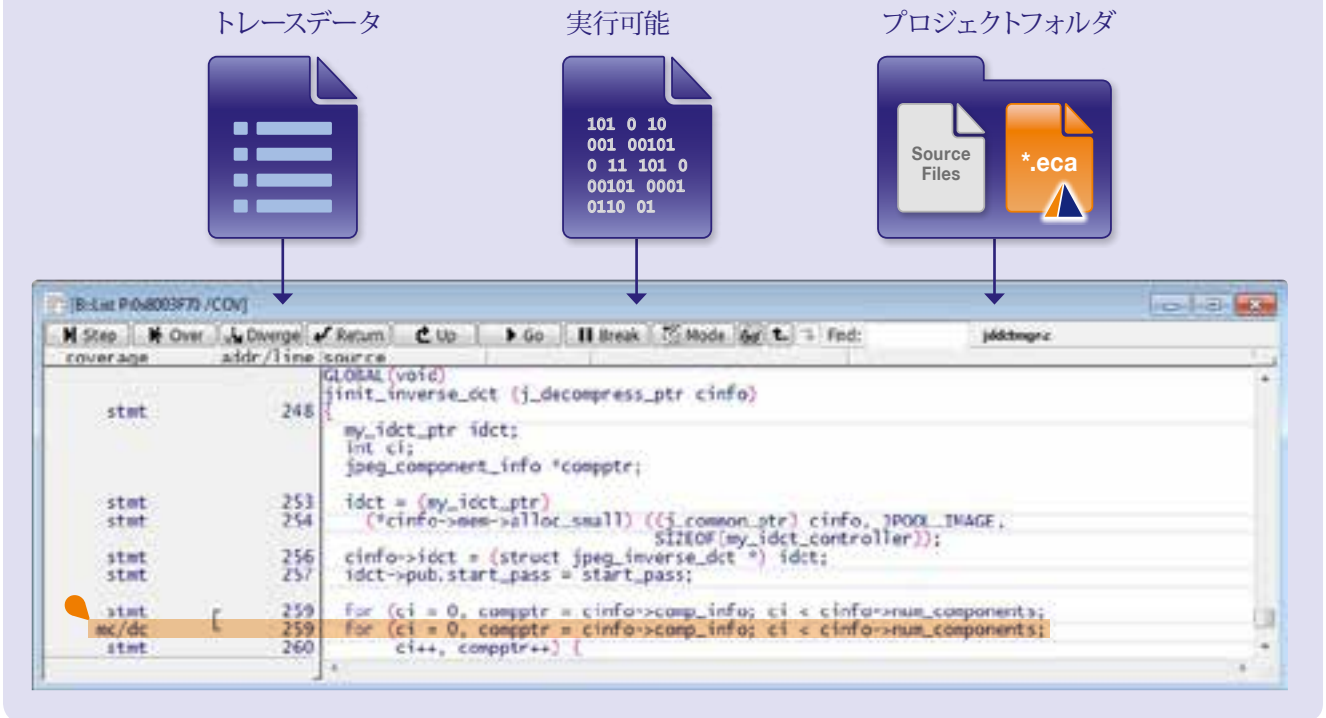 トレースデータ
実行可能
プロジェクトフォルダ
101 0 10
001 00101
0 11 101 0
00101 0001
0110 01
Source
Files
*.eca
[B::List P:0x8003F70 /COV]
Step Over Diverge Return Up Go Break Mode Find: jddctmgr.c
coverage addr/line source
GLOBAL(void)
jinit_inverse_dct (j_decompress_ptr cinfo)
stmt 248 {
my_idct_ptr idct;
int ci;
jpeg_component_info *compptr;
stmt 253 idct = (my_idct_ptr)
stmt 254 (*cinfo->mem->alloc_small) ((j_common_ptr) cinfo, JPOOL_IMAGE,
SIZEOF(my_idct_controller));
stmt 256 cinfo->idct = (struct jpeg_inverse_dct *) idct;
stmt 257 idct->pub.start_pass = start_pass;
stmt 259 for (ci = 0, compptr = cinfo->comp_info; ci < cinfo->num_components;
mc/dc 259 for (ci = 0, compptr = cinfo->comp_info; ci < cinfo->num_components;
stmt 260 ci++, compptr++) {